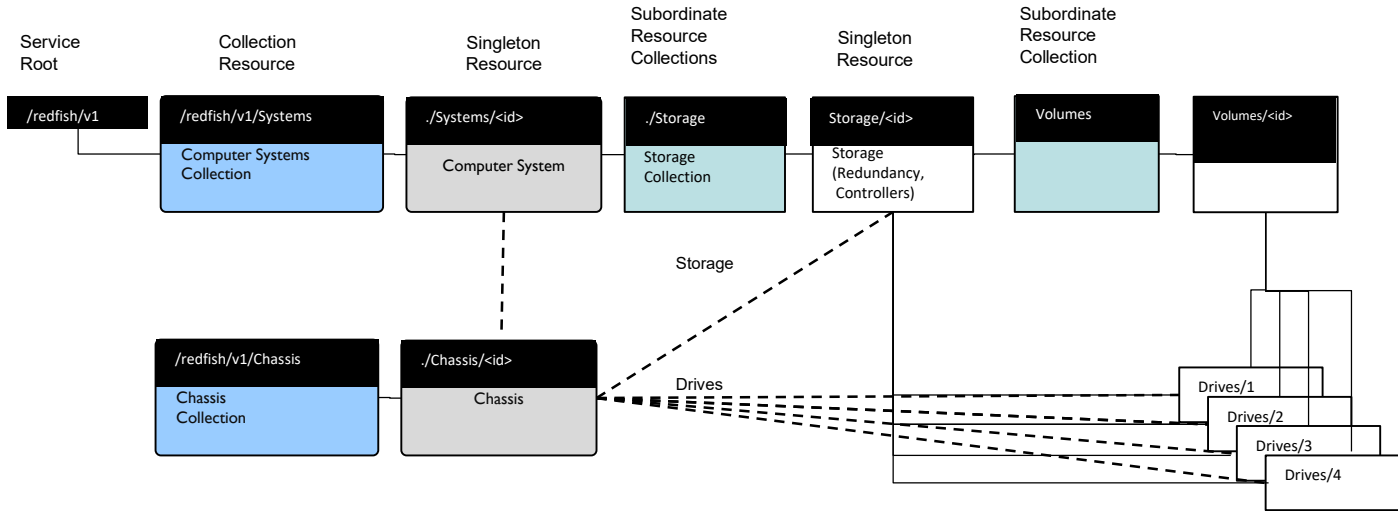 Service
Root
Collection
Resource
Singleton
Resource
Subordinate
Resource
Collections
Singleton
Resource
Subordinate
Resource
Collection
/redfish/v1
/redfish/v1/Systems
Computer Systems
Collection
./Systems/<id>
Computer System
./Storage
Storage
Collection
Storage/<id>
Storage
(Redundancy,
Controllers)
Volumes
Volumes/<id>
Storage
/redfish/v1/Chassis
Chassis
Collection
./Chassis/<id>
Chassis
Drives
Drives/1
Drives/2
Drives/3
Drives/4